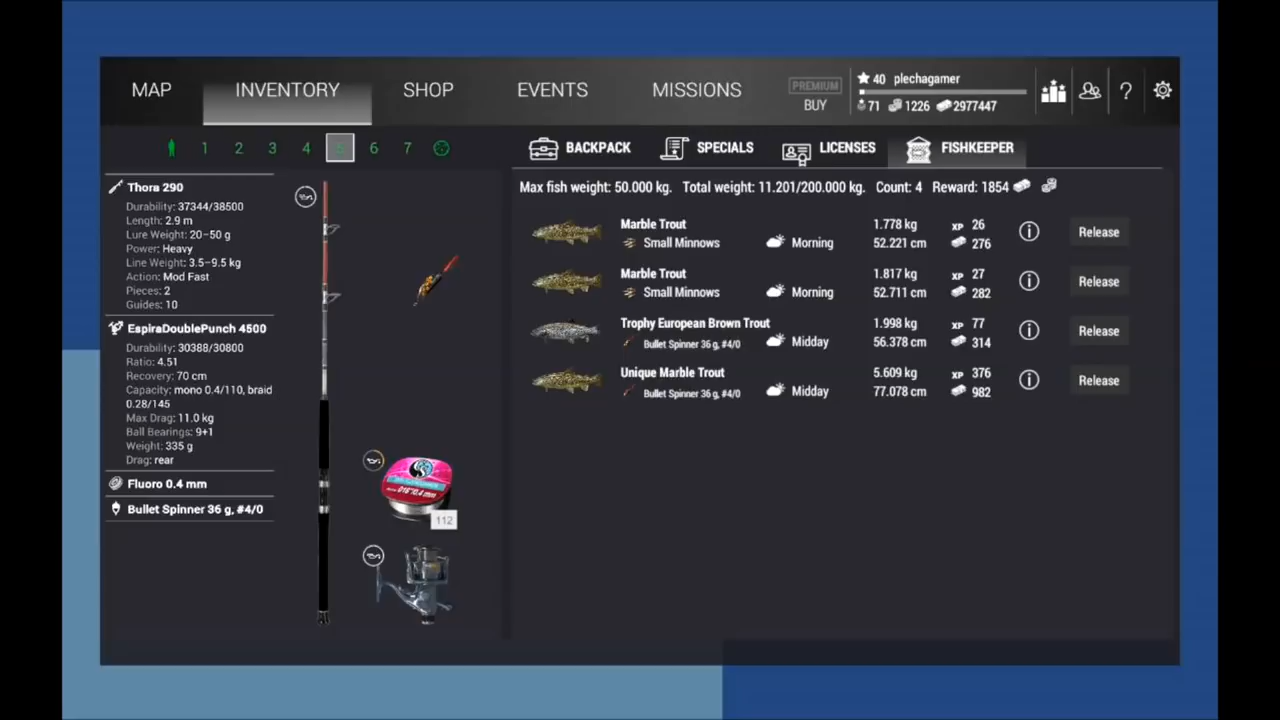 MAP INVENTORY SHOP EVENTS MISSIONS PREMIUM BUY 40 plechagamer
71 1226 2977447 ?
1 2 3 4 5 6 7 BACKPACK SPECIALS LICENSES FISHKEEPER
Max fish weight: 50.000 kg. Total weight: 11.201/200.000 kg. Count: 4 Reward: 1854
Thora 290
Durability: 37344/38500
Length: 2.9 m
Lure Weight: 20–50 g
Power: Heavy
Line Weight: 3.5–9.5 kg
Action: Mod Fast
Pieces: 2
Guides: 10
EspiraDoublePunch 4500
Durability: 30388/30800
Ratio: 4.51
Recovery: 70 cm
Capacity: mono 0.4/110, braid
0.28/145
Max Drag: 11.0 kg
Ball Bearings: 9+1
Weight: 335 g
Drag: rear
Fluoro 0.4 mm
Bullet Spinner 36 g, #4/0
112
Marble Trout 1.778 kg XP 26
Small Minnows Morning 52.221 cm 276 Release
Marble Trout 1.817 kg XP 27
Small Minnows Morning 52.711 cm 282 Release
Trophy European Brown Trout 1.998 kg XP 77
Bullet Spinner 36 g, #4/0 Midday 56.378 cm 314 Release
Unique Marble Trout 5.609 kg XP 376
Bullet Spinner 36 g, #4/0 Midday 77.078 cm 982 Release